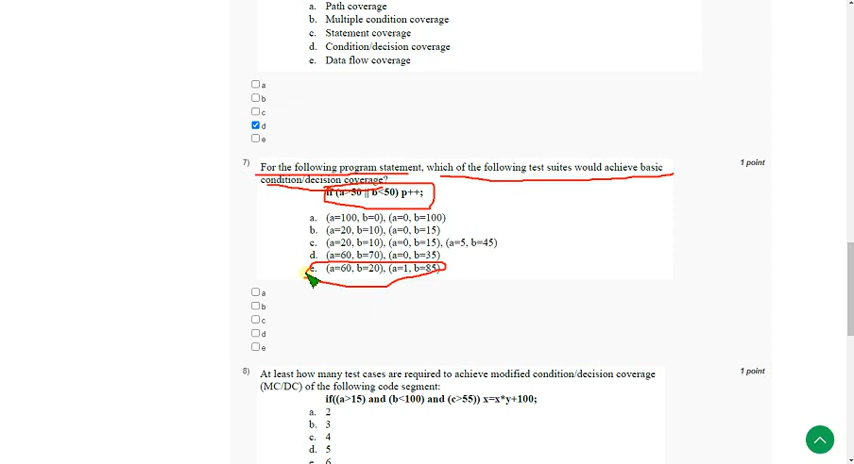 a. Path coverage
b. Multiple condition coverage
c. Statement coverage
d. Condition/decision coverage
e. Data flow coverage
a
b
c
d
e
7) For the following program statement, which of the following test suites would achieve basic 1 point
condition/decision coverage?
if (a>50 || b<50) p++;
a. (a=100, b=0), (a=0, b=100)
b. (a=20, b=10), (a=0, b=15)
c. (a=20, b=10), (a=0, b=15), (a=5, b=45)
d. (a=60, b=70), (a=0, b=35)
e. (a=60, b=20), (a=1, b=85)
a
b
c
d
e
8) At least how many test cases are required to achieve modified condition/decision coverage 1 point
(MC/DC) of the following code segment:
if((a>15) and (b<100) and (c>55)) x=x*y+100;
a. 2
b. 3
c. 4
d. 5
e. 6